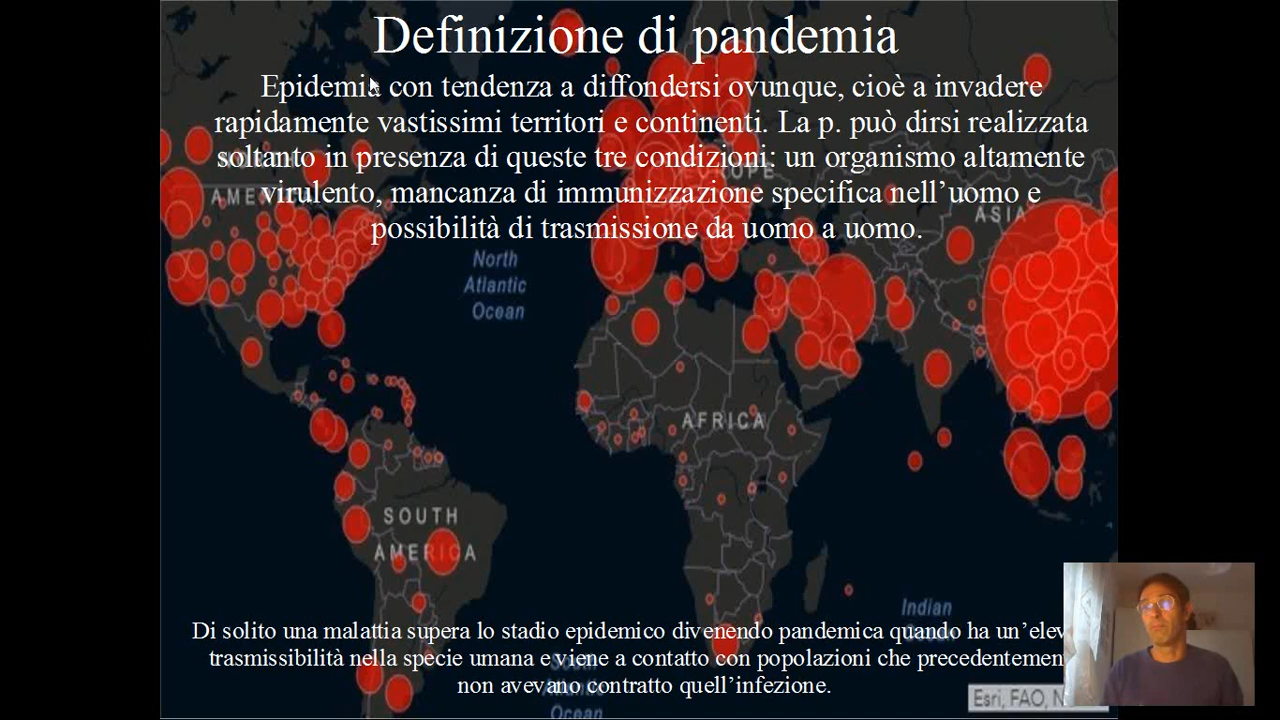 Definizione di pandemia
Epidemia con tendenza a diffondersi ovunque, cioè a invadere
rapidamente vastissimi territori e continenti. La p. può dirsi realizzata
soltanto in presenza di queste tre condizioni: un organismo altamente
virulento, mancanza di immunizzazione specifica nell’uomo e
possibilità di trasmissione da uomo a uomo.
ASIA
North
Atlantic
Ocean
AFRICA
SOUTH
AMERICA
Indian
Di solito una malattia supera lo stadio epidemico divenendo pandemica quando ha un’elev
trasmissibilità nella specie umana e viene a contatto con popolazioni che precedentemen
non avevano contratto quell’infezione.
South
Atlantic
Ocean
Esri, FAO, N